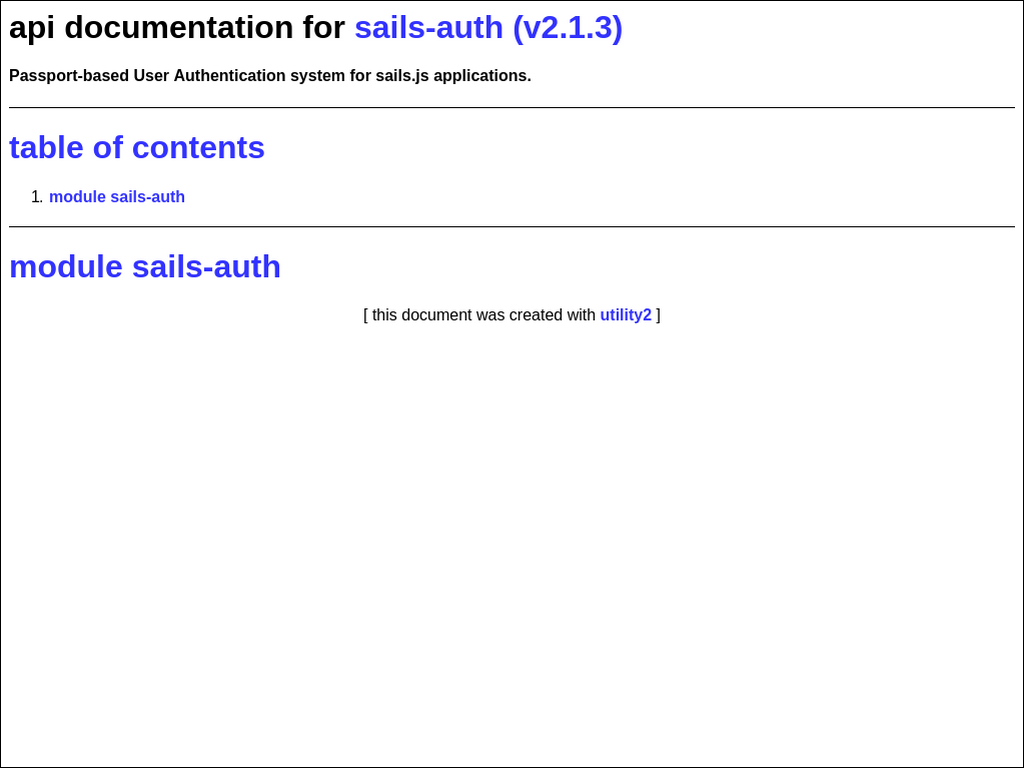 api documentation for sails-auth (v2.1.3)
Passport-based User Authentication system for sails.js applications.
table of contents
1. module sails-auth
module sails-auth
[ this document was created with utility2 ]